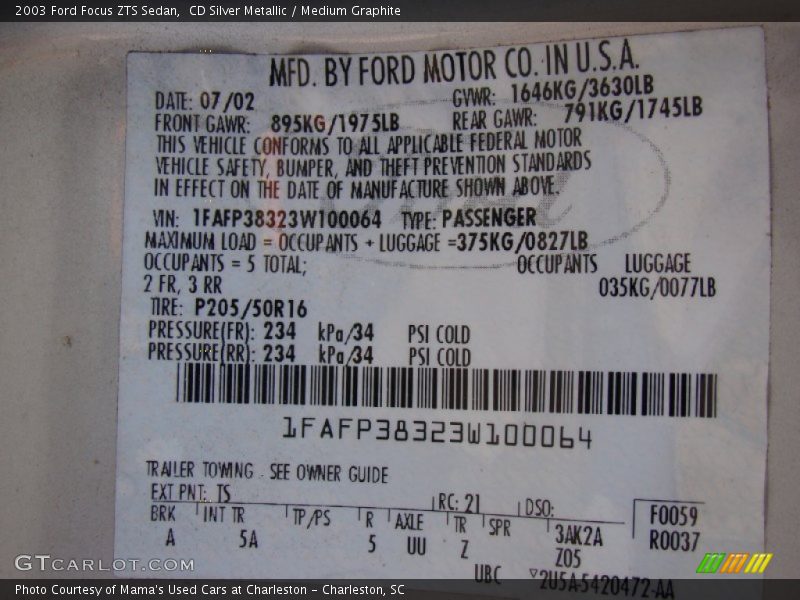 2003 Ford Focus ZTS Sedan, CD Silver Metallic / Medium Graphite
MFD. BY FORD MOTOR CO. IN U.S.A.
DATE: 07/02 GVWR: 1646KG/3630LB
FRONT GAWR: 895KG/1975LB REAR GAWR: 791KG/1745LB
THIS VEHICLE CONFORMS TO ALL APPLICABLE FEDERAL MOTOR
VEHICLE SAFETY, BUMPER, AND THEFT PREVENTION STANDARDS
IN EFFECT ON THE DATE OF MANUFACTURE SHOWN ABOVE.
VIN: 1FAFP38323W100064 TYPE: PASSENGER
MAXIMUM LOAD = OCCUPANTS + LUGGAGE =375KG/0827LB
OCCUPANTS = 5 TOTAL; OCCUPANTS LUGGAGE
2 FR, 3 RR 035KG/0077LB
TIRE: P205/50R16
PRESSURE(FR): 234 kPa/34 PSI COLD
PRESSURE(RR): 234 kPa/34 PSI COLD
1FAFP38323W100064
TRAILER TOWING - SEE OWNER GUIDE
EXT PNT: TS RC: 21 DSO: F0059
BRK INT TR TP/PS R AXLE TR SPR 3AK2A R0037
A 5A 5 UU Z Z05
UBC ▽2U5A-5420472-AA
GTCARLOT.COM
Photo Courtesy of Mama's Used Cars at Charleston - Charleston, SC